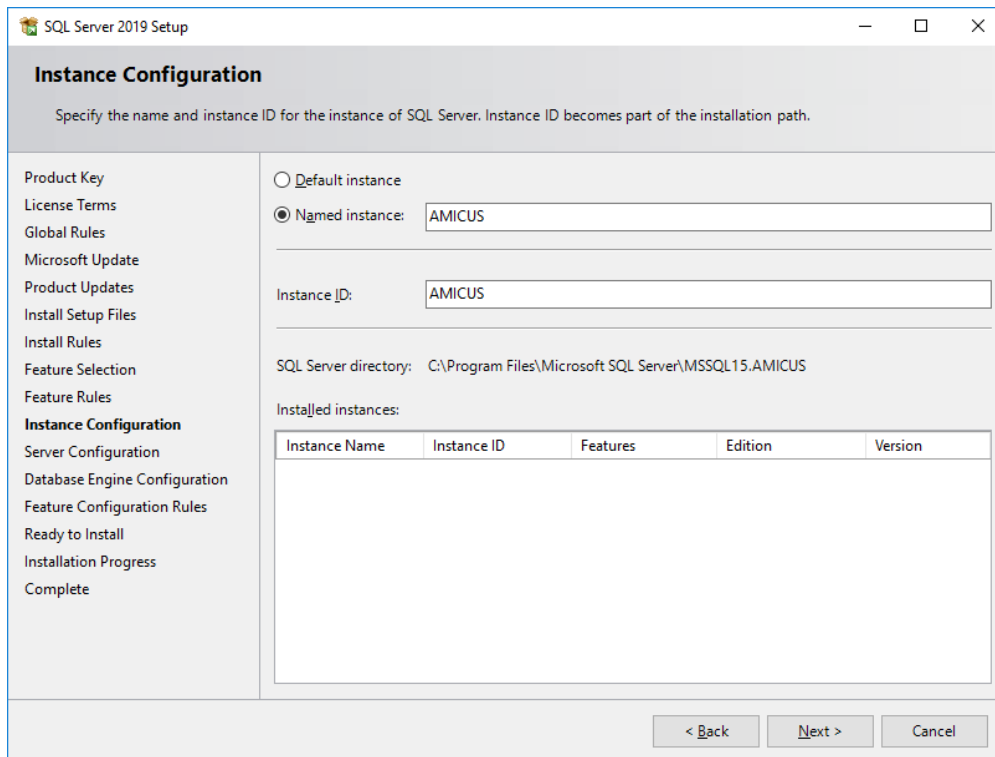 SQL Server 2019 Setup
Instance Configuration
Specify the name and instance ID for the instance of SQL Server. Instance ID becomes part of the installation path.
Product Key
License Terms
Global Rules
Microsoft Update
Product Updates
Install Setup Files
Install Rules
Feature Selection
Feature Rules
Instance Configuration
Server Configuration
Database Engine Configuration
Feature Configuration Rules
Ready to Install
Installation Progress
Complete
Default instance
Named instance: AMICUS
Instance ID: AMICUS
SQL Server directory: C:\Program Files\Microsoft SQL Server\MSSQL15.AMICUS
Installed instances:
Instance Name Instance ID Features Edition Version
< Back Next > Cancel